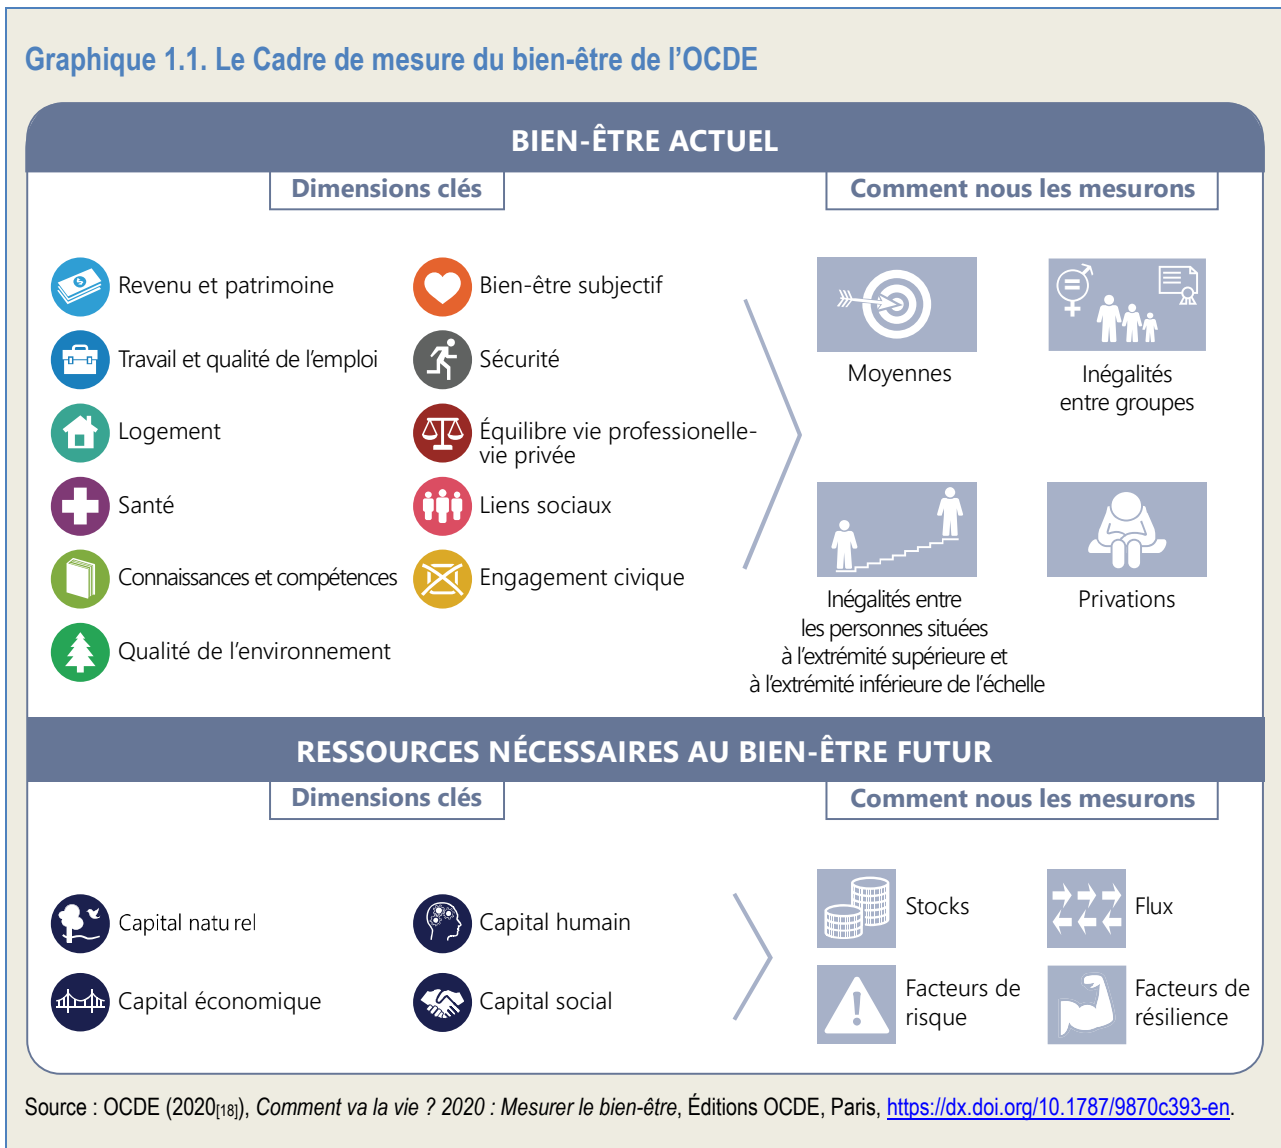 Graphique 1.1. Le Cadre de mesure du bien-être de l’OCDE
BIEN-ÊTRE ACTUEL
Dimensions clés
Comment nous les mesurons
Revenu et patrimoine
Travail et qualité de l’emploi
Logement
Santé
Connaissances et compétences
Qualité de l’environnement
Bien-être subjectif
Sécurité
Équilibre vie professionelle-
vie privée
Liens sociaux
Engagement civique
Moyennes
Inégalités
entre groupes
Inégalités entre
les personnes situées
à l’extrémité supérieure et
à l’extrémité inférieure de l’échelle
Privations
RESSOURCES NÉCESSAIRES AU BIEN-ÊTRE FUTUR
Dimensions clés
Comment nous les mesurons
Capital naturel
Capital économique
Capital humain
Capital social
Stocks
Flux
Facteurs de
risque
Facteurs de
résilience
Source : OCDE (2020[18]), Comment va la vie ? 2020 : Mesurer le bien-être, Éditions OCDE, Paris, https://dx.doi.org/10.1787/9870c393-en.